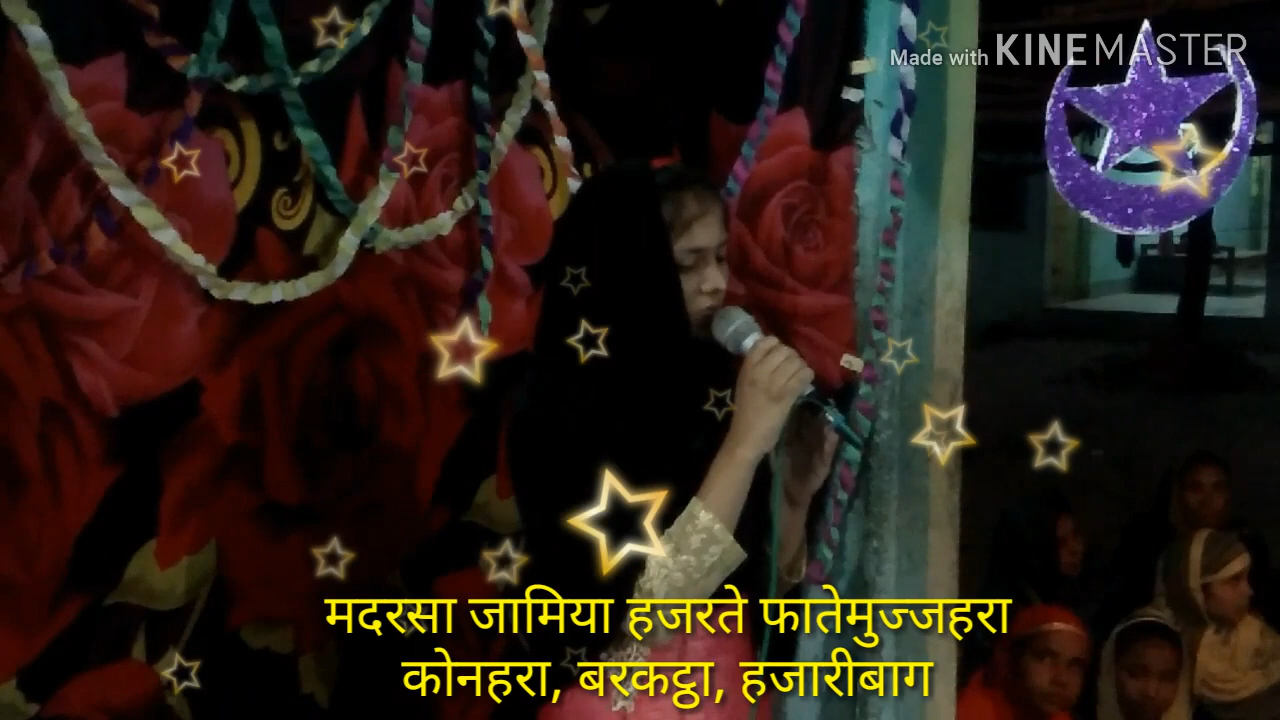 Made with KINEMASTER
मदरसा जामिया हजरते फातेमुज्जहरा
कोनहरा, बरकट्ठा, हजारीबाग